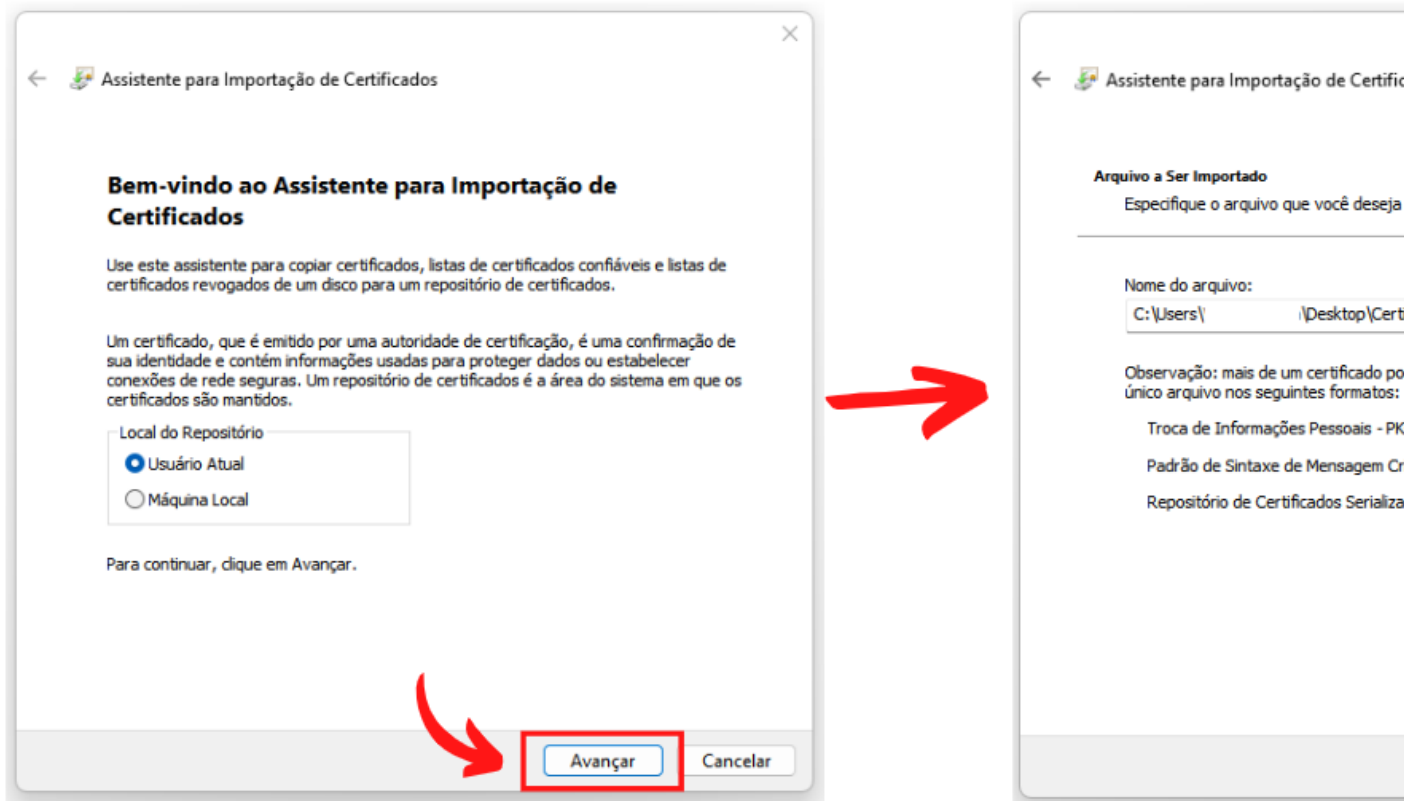 Assistente para Importação de Certificados
Bem-vindo ao Assistente para Importação de
Certificados
Use este assistente para copiar certificados, listas de certificados confiáveis e listas de
certificados revogados de um disco para um repositório de certificados.
Um certificado, que é emitido por uma autoridade de certificação, é uma confirmação de
sua identidade e contém informações usadas para proteger dados ou estabelecer
conexões de rede seguras. Um repositório de certificados é a área do sistema em que os
certificados são mantidos.
Local do Repositório
Usuário Atual
Máquina Local
Para continuar, clique em Avançar.
Avançar
Cancelar
Assistente para Importação de
Arquivo a Ser Importado
Especifique o arquivo que você deseja
Nome do arquivo:
C:\Users\ \Desktop\Certi
Observação: mais de um certificado
único arquivo nos seguintes formatos:
Troca de Informações Pessoais - PK
Padrão de Sintaxe de Mensagem
Repositório de Certificados